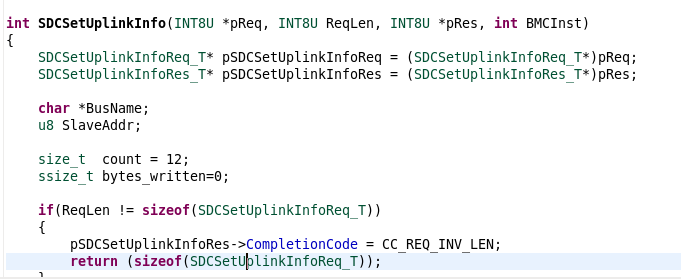 int SDCSetUplinkInfo(INT8U *pReq, INT8U ReqLen, INT8U *pRes, int BMCInst)
{
SDCSetUplinkInfoReq_T* pSDCSetUplinkInfoReq = (SDCSetUplinkInfoReq_T*)pReq;
SDCSetUplinkInfoRes_T* pSDCSetUplinkInfoRes = (SDCSetUplinkInfoRes_T*)pRes;
char *BusName;
u8 SlaveAddr;
size_t  count = 12;
ssize_t bytes_written=0;
if(ReqLen != sizeof(SDCSetUplinkInfoReq_T))
{
pSDCSetUplinkInfoRes->CompletionCode = CC_REQ_INV_LEN;
return (sizeof(SDCSetUplinkInfoReq_T));
}